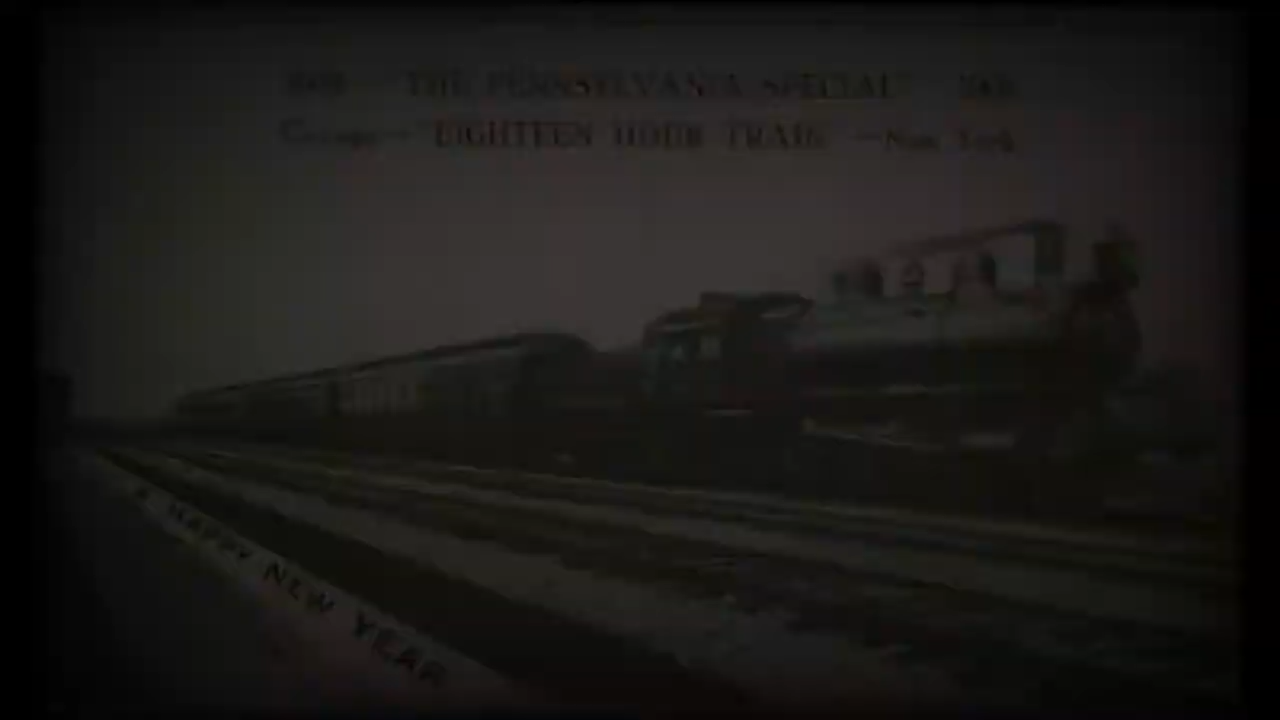 "THE PENNSYLVANIA SPECIAL"
Chicago— EIGHTEEN HOUR TRAIN —New York
A HAPPY NEW YEAR